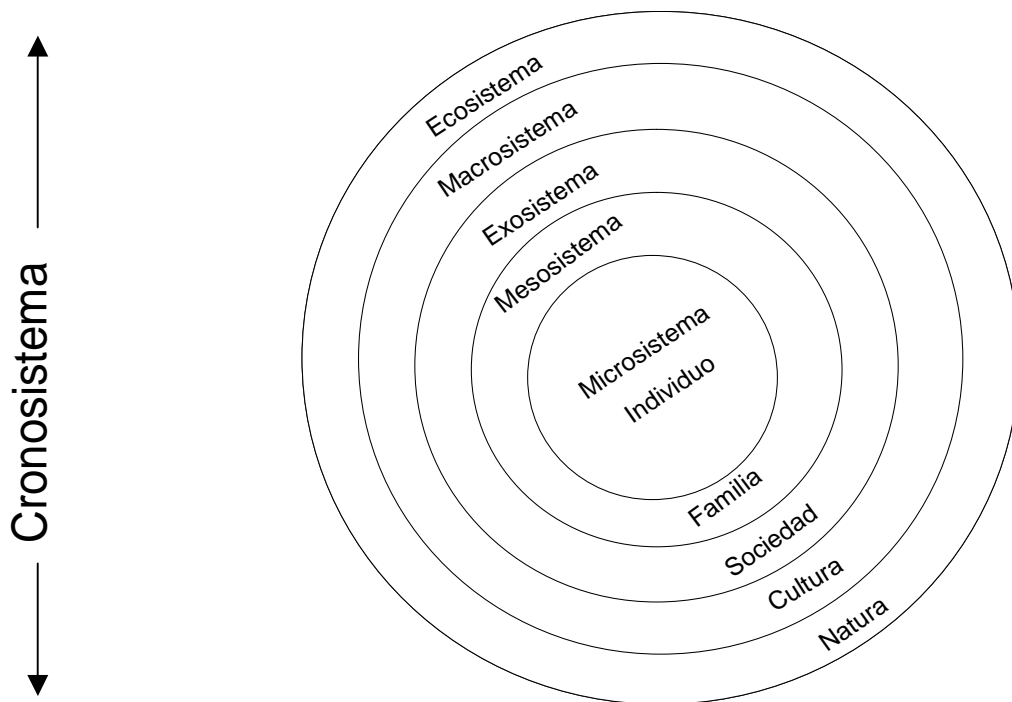 Cronosistema
Ecosistema
Macrosistema
Exosistema
Mesosistema
Microsistema
Individuo
Familia
Sociedad
Cultura
Natura